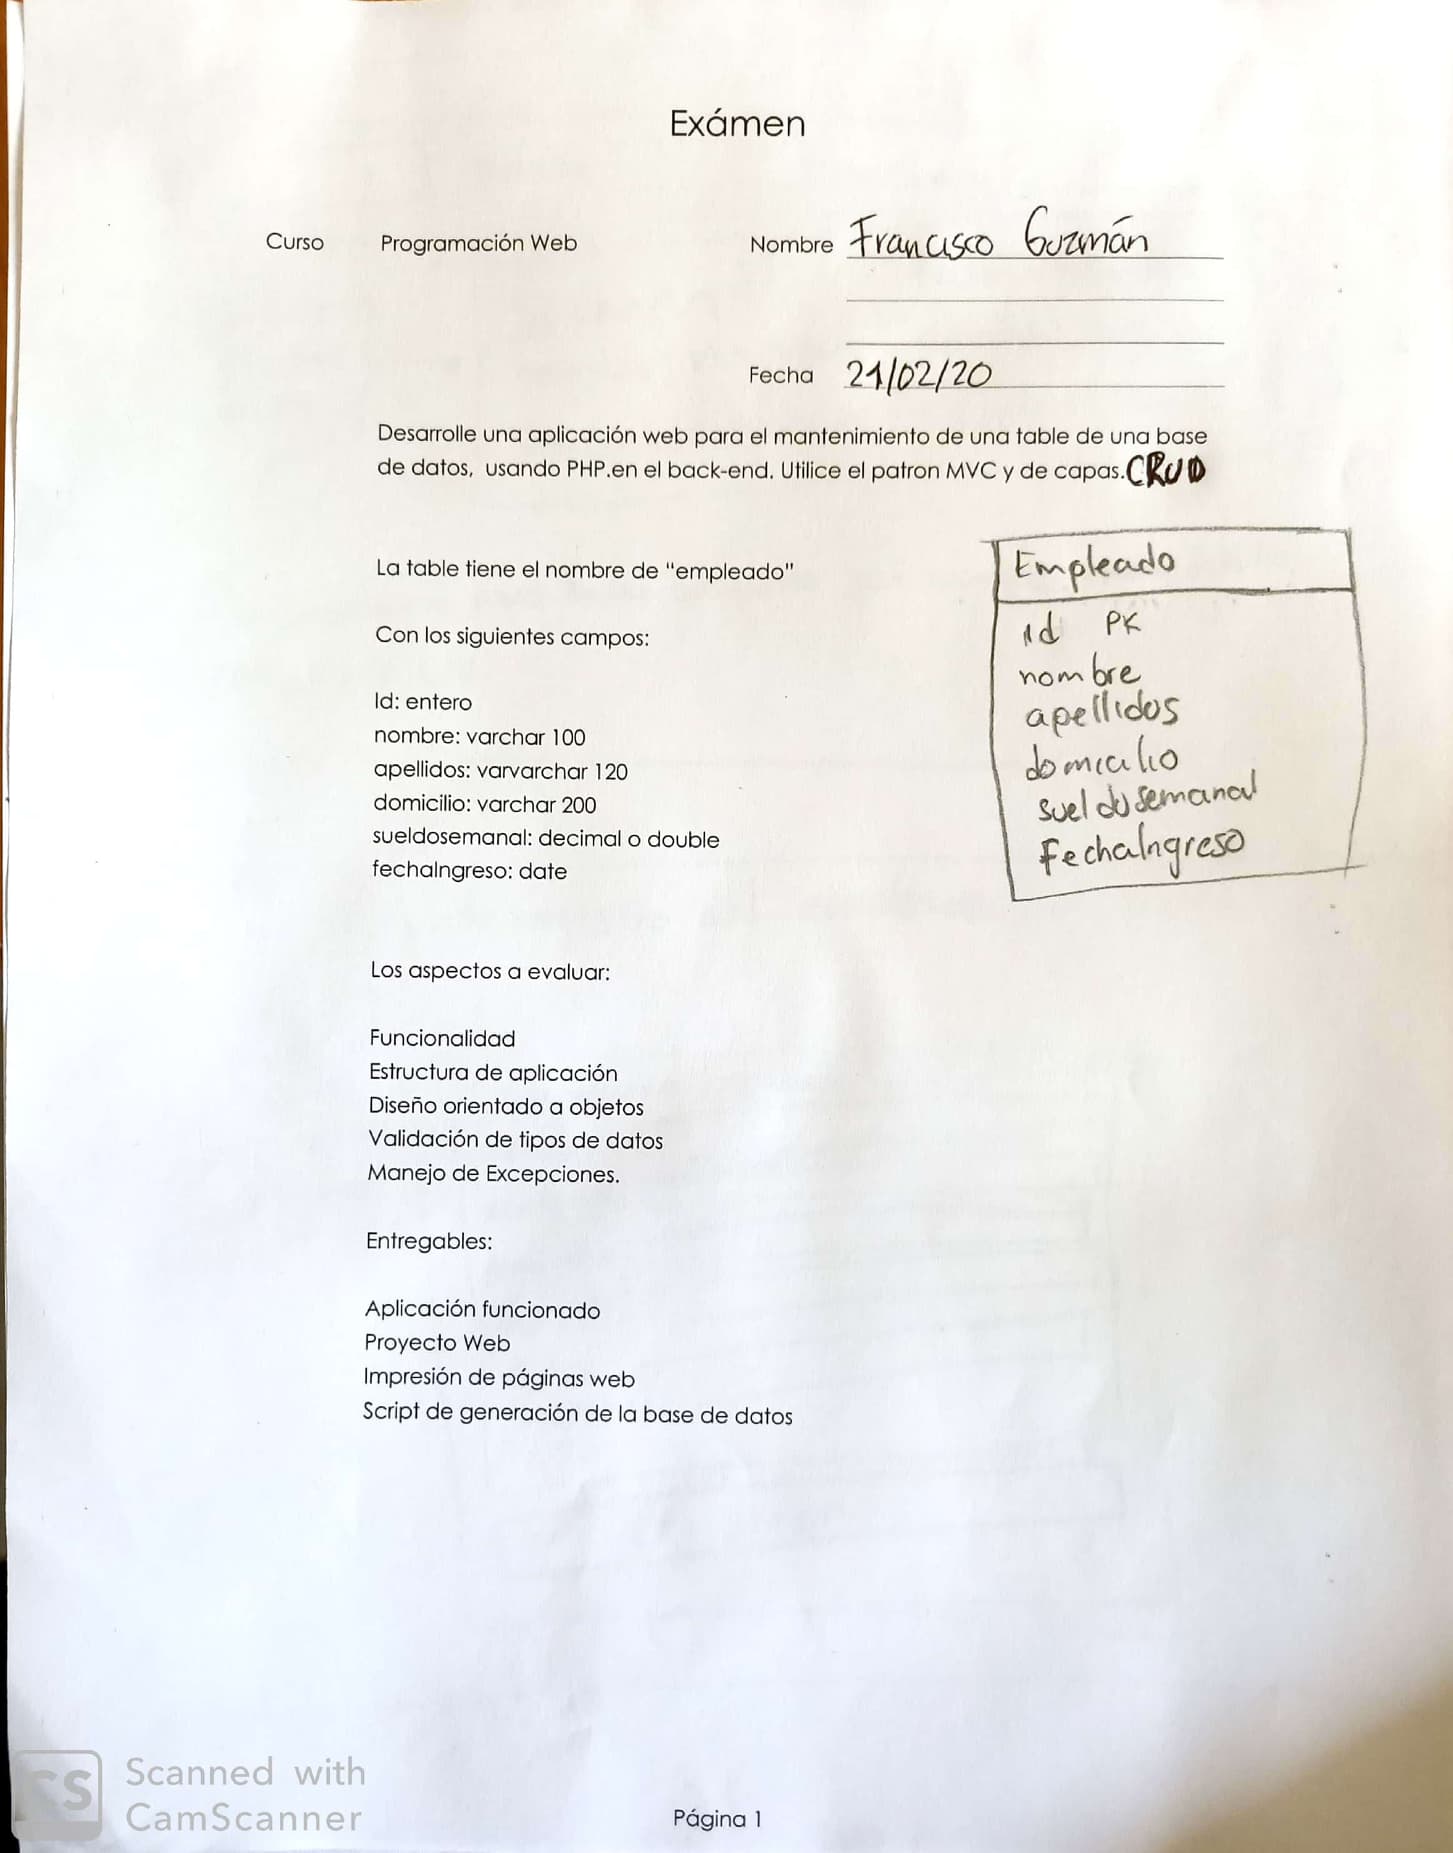 Exámen
Curso Programación Web Nombre Francisco Guzmán
Fecha 21/02/20
Desarrolle una aplicación web para el mantenimiento de una table de una base
de datos, usando PHP.en el back-end. Utilice el patron MVC y de capas. CRUD
La table tiene el nombre de "empleado"
Con los siguientes campos:
Id: entero
nombre: varchar 100
apellidos: varvarchar 120
domicilio: varchar 200
sueldosemanal: decimal o double
fechaIngreso: date
Empleado
id PK
nombre
apellidos
domicilio
sueldosemanal
FechaIngreso
Los aspectos a evaluar:
Funcionalidad
Estructura de aplicación
Diseño orientado a objetos
Validación de tipos de datos
Manejo de Excepciones.
Entregables:
Aplicación funcionado
Proyecto Web
Impresión de páginas web
Script de generación de la base de datos
CS Scanned with
CamScanner
Página 1